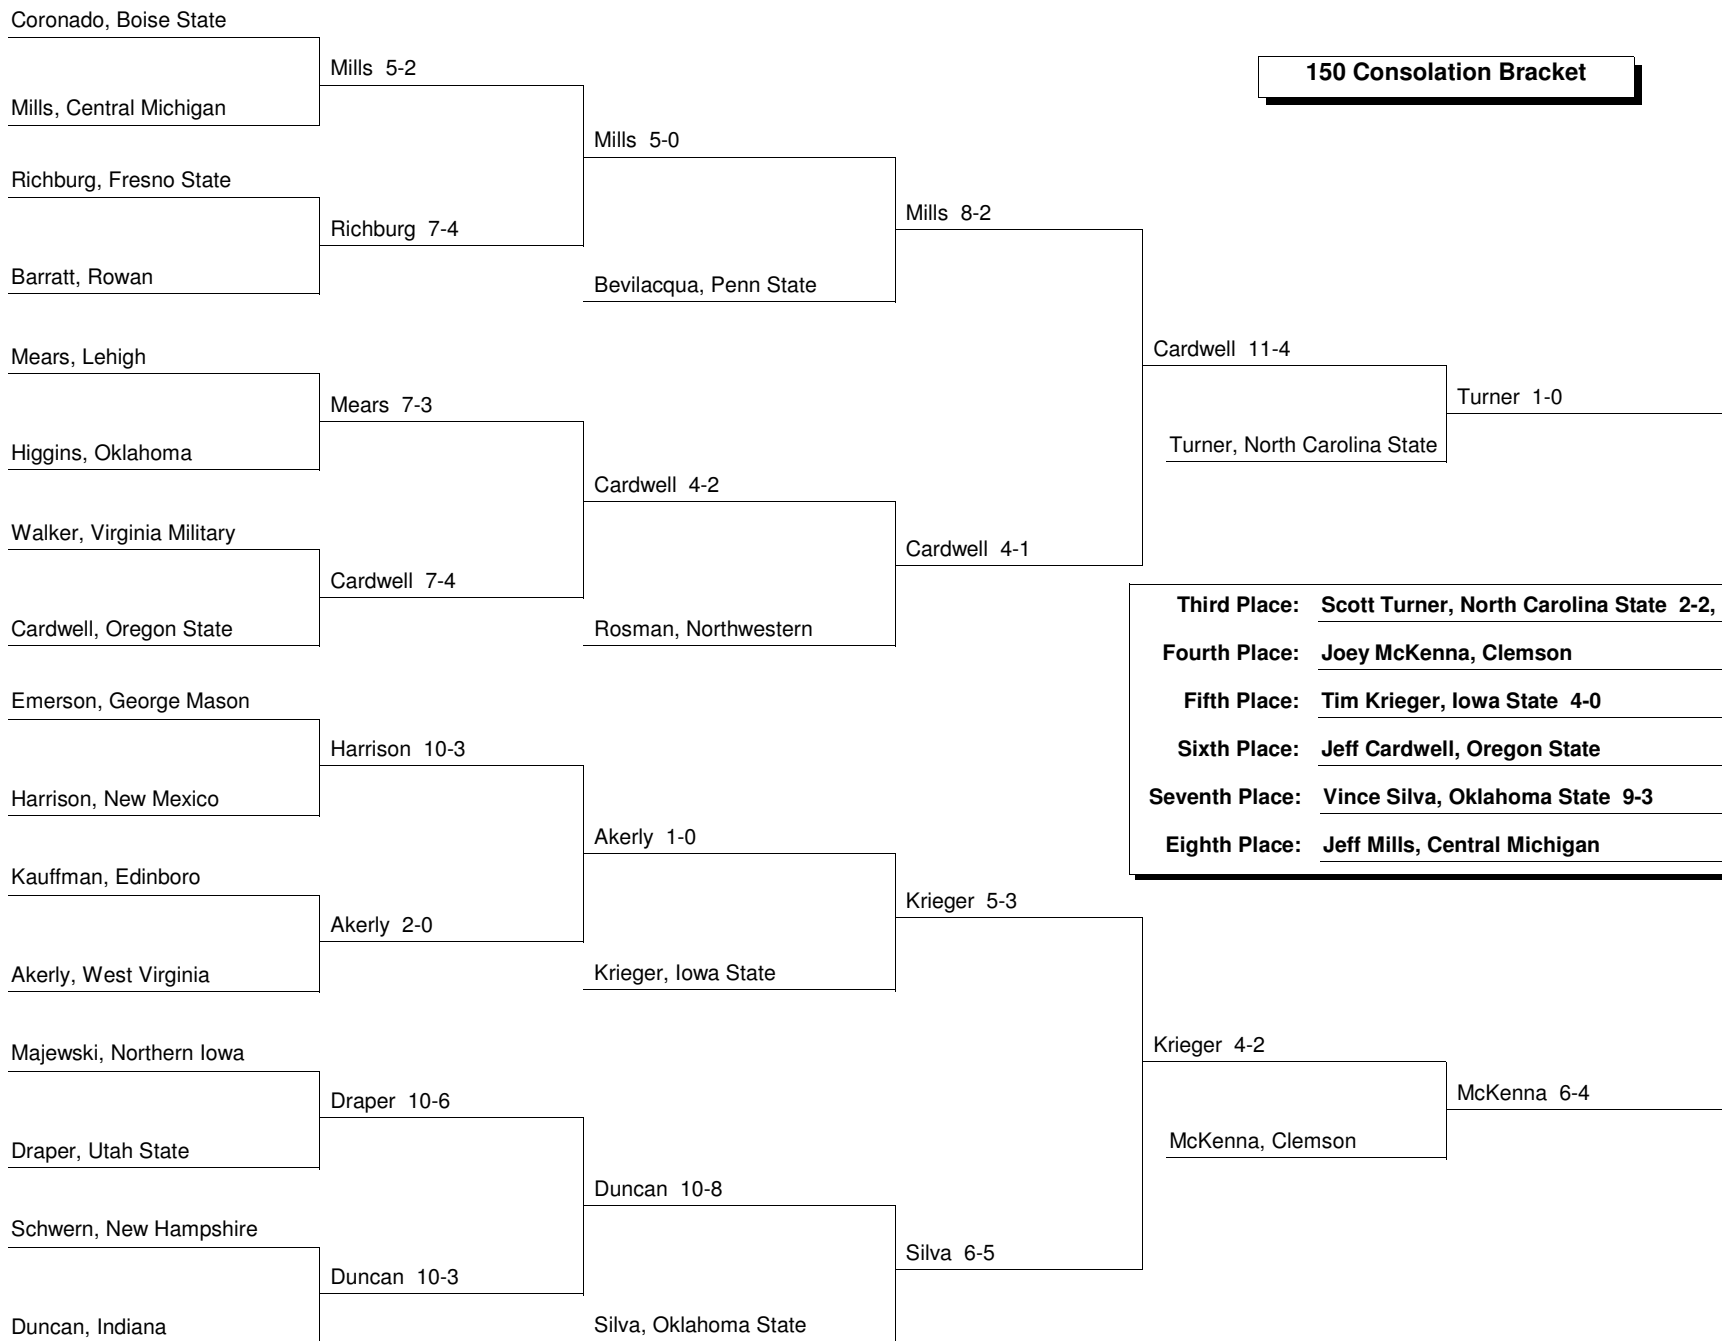 150 Consolation Bracket
Coronado, Boise State
Mills 5-2
Mills, Central Michigan
Mills 5-0
Richburg, Fresno State
Richburg 7-4
Mills 8-2
Barratt, Rowan
Bevilacqua, Penn State
Mears, Lehigh
Cardwell 11-4
Mears 7-3
Turner 1-0
Higgins, Oklahoma
Turner, North Carolina State
Cardwell 4-2
Walker, Virginia Military
Cardwell 4-1
Cardwell 7-4
Cardwell, Oregon State
Rosman, Northwestern
Third Place: Scott Turner, North Carolina State 2-2,
Fourth Place: Joey McKenna, Clemson
Fifth Place: Tim Krieger, Iowa State 4-0
Sixth Place: Jeff Cardwell, Oregon State
Seventh Place: Vince Silva, Oklahoma State 9-3
Eighth Place: Jeff Mills, Central Michigan
Emerson, George Mason
Harrison 10-3
Harrison, New Mexico
Akerly 1-0
Kauffman, Edinboro
Krieger 5-3
Akerly 2-0
Akerly, West Virginia
Krieger, Iowa State
Majewski, Northern Iowa
Krieger 4-2
Draper 10-6
McKenna 6-4
Draper, Utah State
McKenna, Clemson
Duncan 10-8
Schwern, New Hampshire
Silva 6-5
Duncan 10-3
Duncan, Indiana
Silva, Oklahoma State